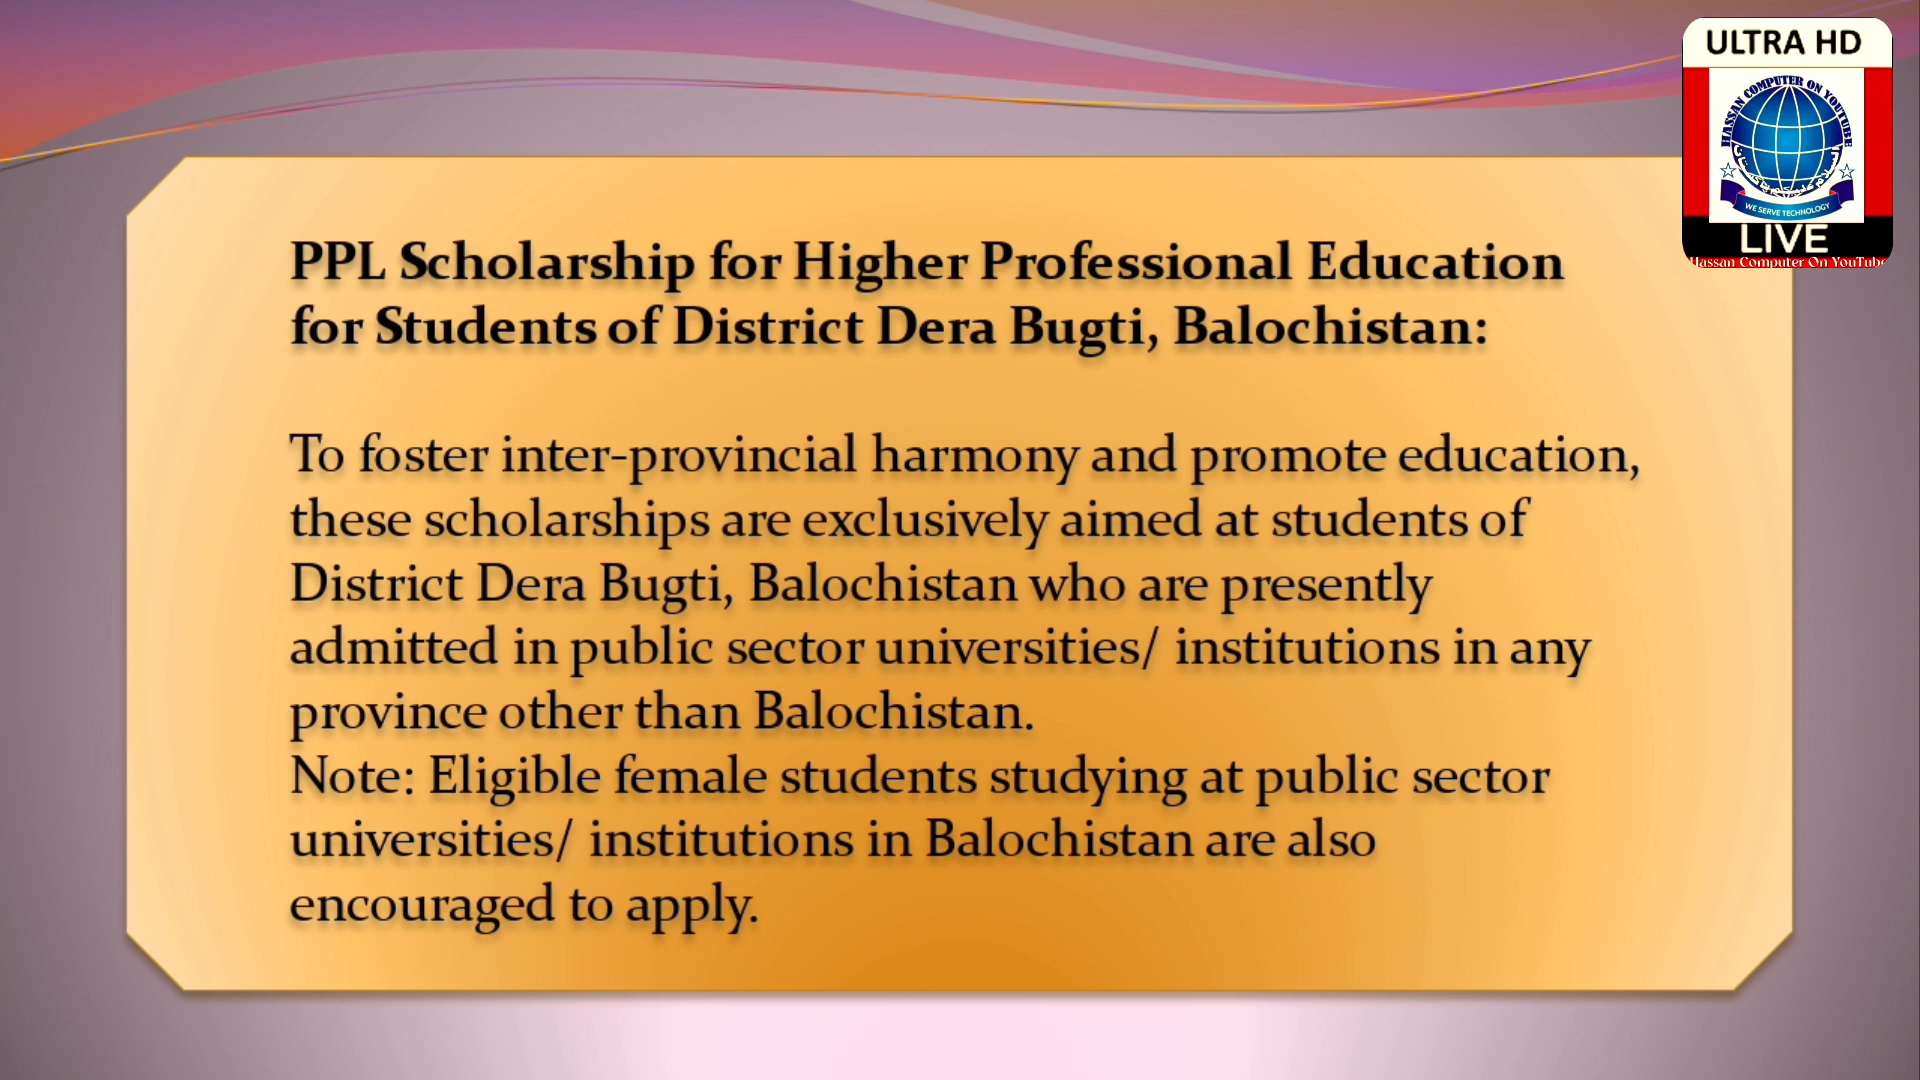 ULTRA HD
HASSAN COMPUTER ON YOUTUBE
WE SERVE TECHNOLOGY
LIVE
Hassan Computer On YouTube
PPL Scholarship for Higher Professional Education
for Students of District Dera Bugti, Balochistan:
To foster inter-provincial harmony and promote education,
these scholarships are exclusively aimed at students of
District Dera Bugti, Balochistan who are presently
admitted in public sector universities/ institutions in any
province other than Balochistan.
Note: Eligible female students studying at public sector
universities/ institutions in Balochistan are also
encouraged to apply.